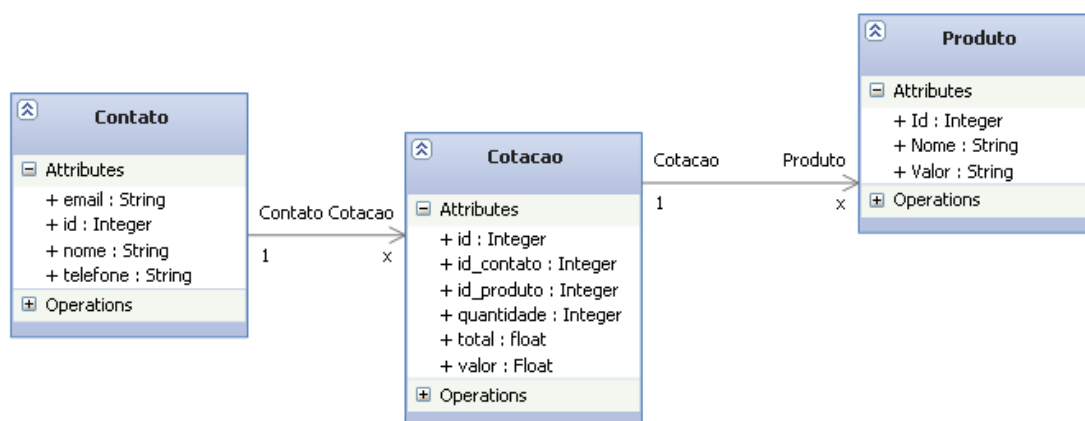 Contato
Attributes
+ email : String
+ id : Integer
+ nome : String
+ telefone : String
Operations
Contato Cotacao
1 x
Cotacao
Attributes
+ id : Integer
+ id_contato : Integer
+ id_produto : Integer
+ quantidade : Integer
+ total : float
+ valor : Float
Operations
Cotacao Produto
1 x
Produto
Attributes
+ Id : Integer
+ Nome : String
+ Valor : String
Operations